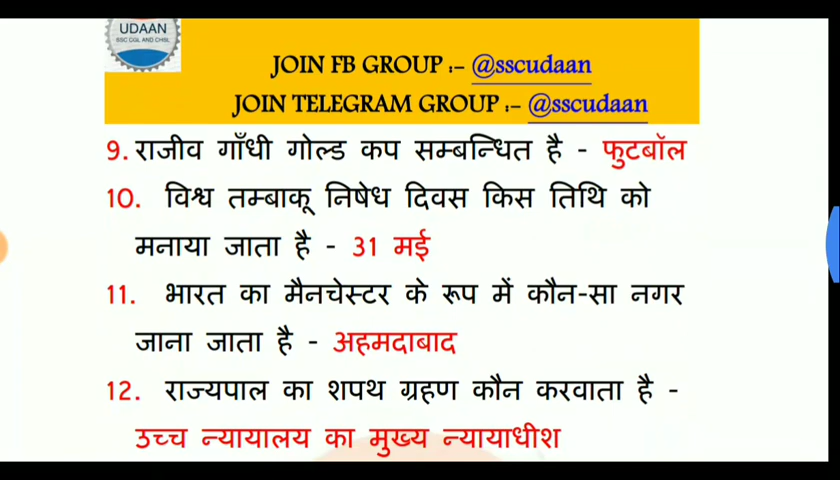 UDAAN
SSC CGL AND CHSL
JOIN FB GROUP :- @sscudaan
JOIN TELEGRAM GROUP :- @sscudaan
9. राजीव गाँधी गोल्ड कप सम्बन्धित है - फुटबॉल
10. विश्व तम्बाकू निषेध दिवस किस तिथि को
मनाया जाता है - 31 मई
11. भारत का मैनचेस्टर के रूप में कौन-सा नगर
जाना जाता है - अहमदाबाद
12. राज्यपाल का शपथ ग्रहण कौन करवाता है -
उच्च न्यायालय का मुख्य न्यायाधीश